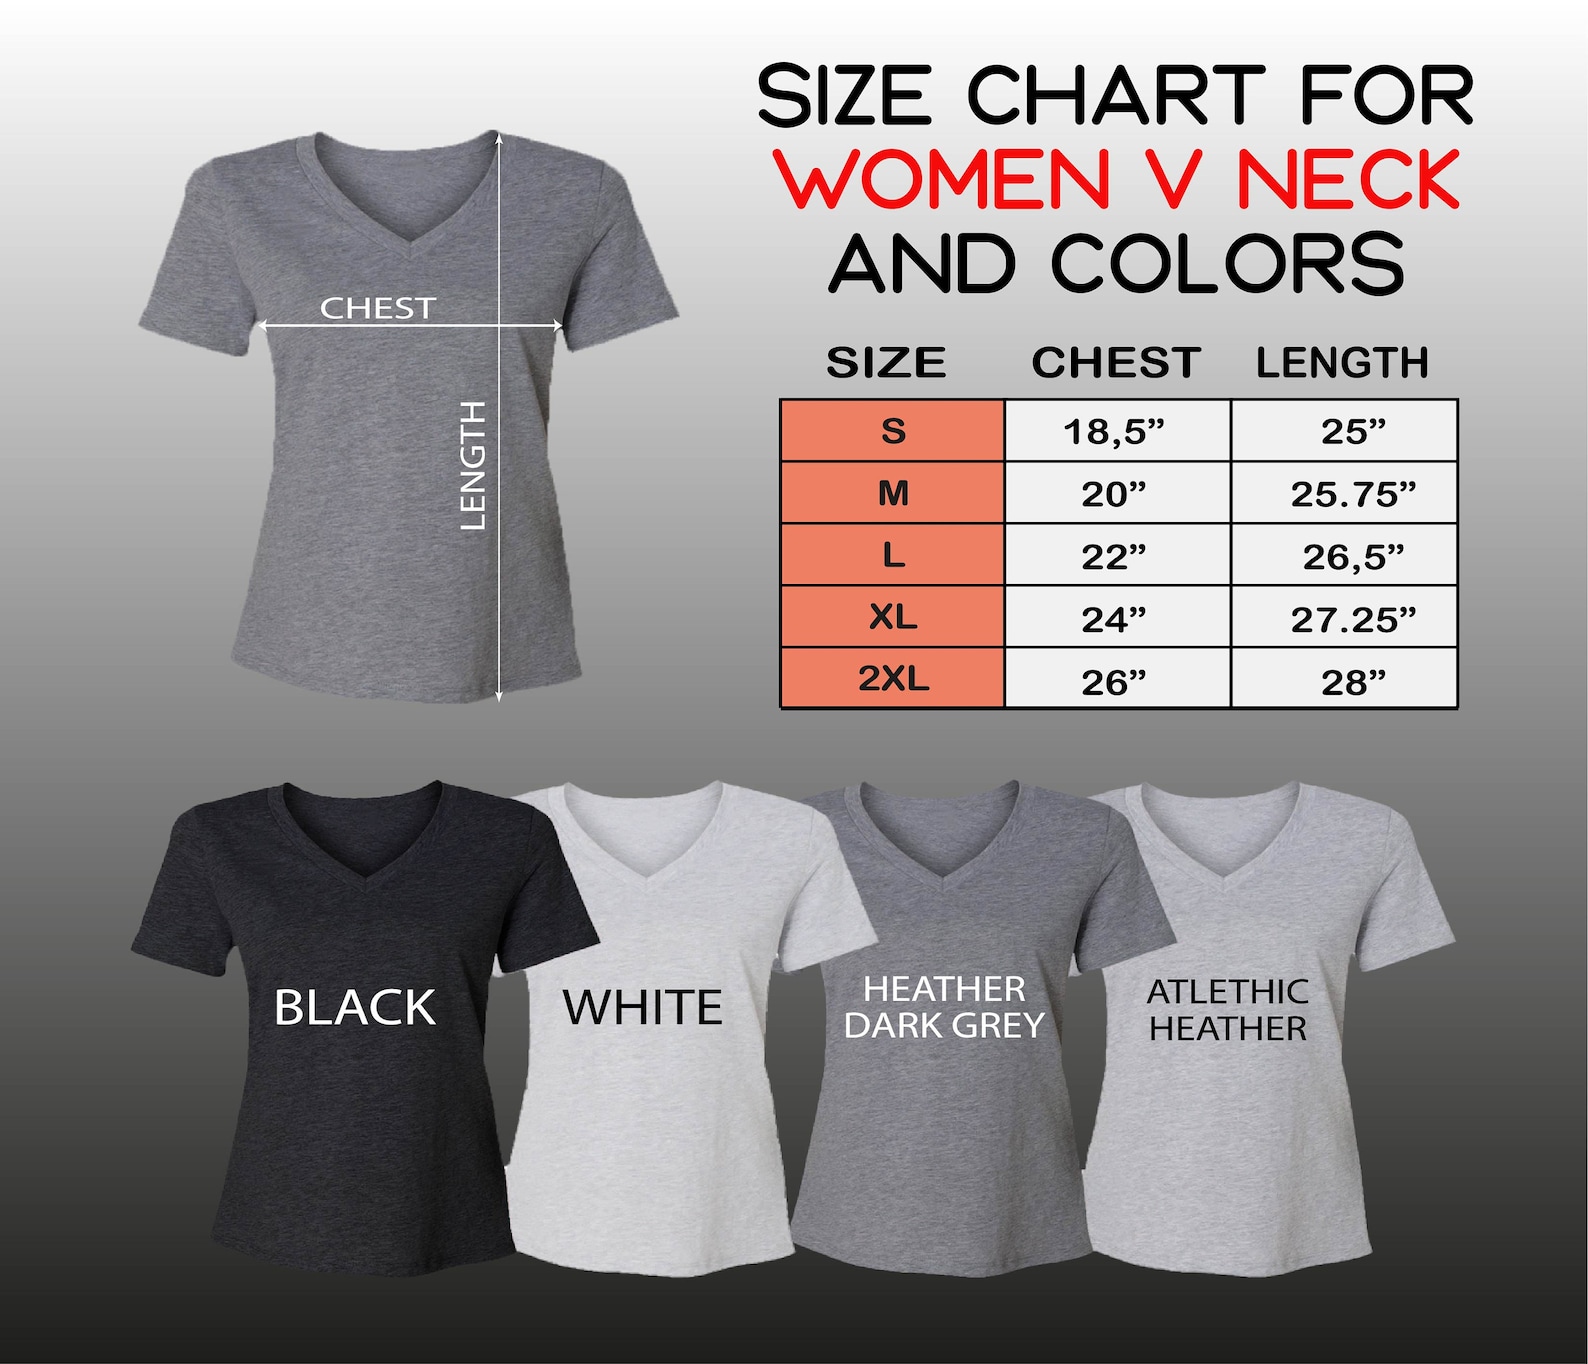 SIZE CHART FOR
WOMEN V NECK
AND COLORS
CHEST
LENGTH
SIZE CHEST LENGTH
S 18,5” 25”
M 20” 25.75”
L 22” 26,5”
XL 24” 27.25”
2XL 26” 28”
BLACK
WHITE
HEATHER
DARK GREY
ATLETHIC
HEATHER